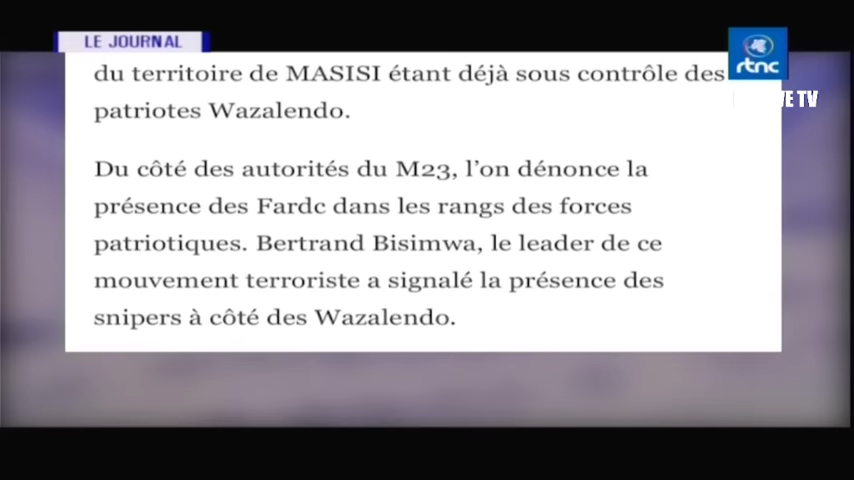 LE JOURNAL
rtnc
du territoire de MASISI étant déjà sous contrôle des
patriotes Wazalendo.
VE TV
Du côté des autorités du M23, l'on dénonce la
présence des Fardc dans les rangs des forces
patriotiques. Bertrand Bisimwa, le leader de ce
mouvement terroriste a signalé la présence des
snipers à côté des Wazalendo.